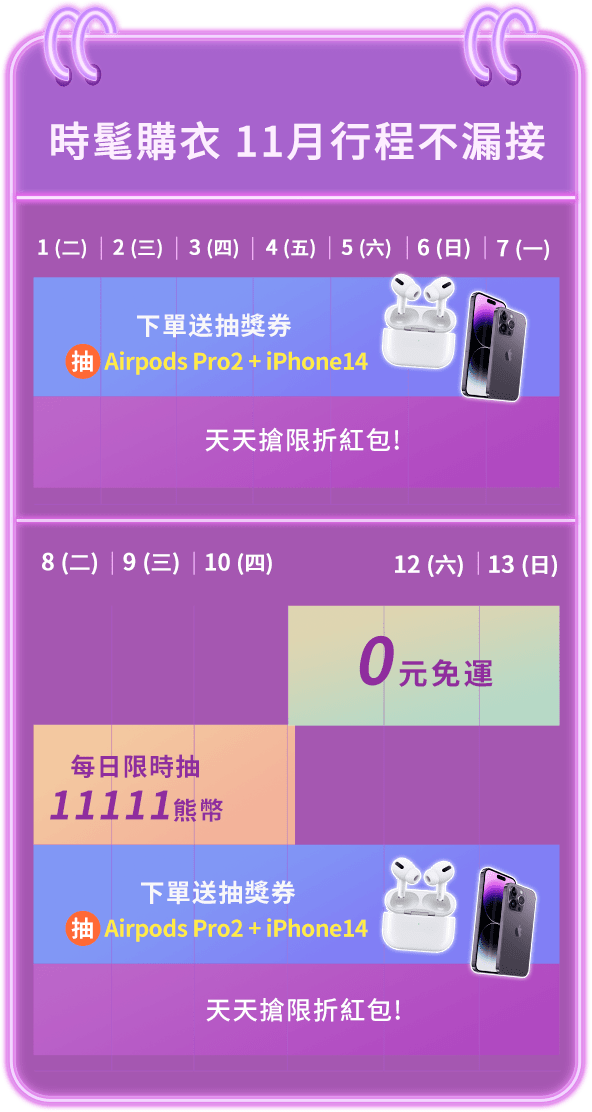 時髦購衣 11月行程不漏接
1 (二) 2 (三) 3 (四) 4 (五) 5 (六) 6 (日) 7 (一)
下單送抽獎券
抽 Airpods Pro2 + iPhone14
天天搶限折紅包!
8 (二) 9 (三) 10 (四) 12 (六) 13 (日)
0元免運
每日限時抽
11111熊幣
下單送抽獎券
抽 Airpods Pro2 + iPhone14
天天搶限折紅包!